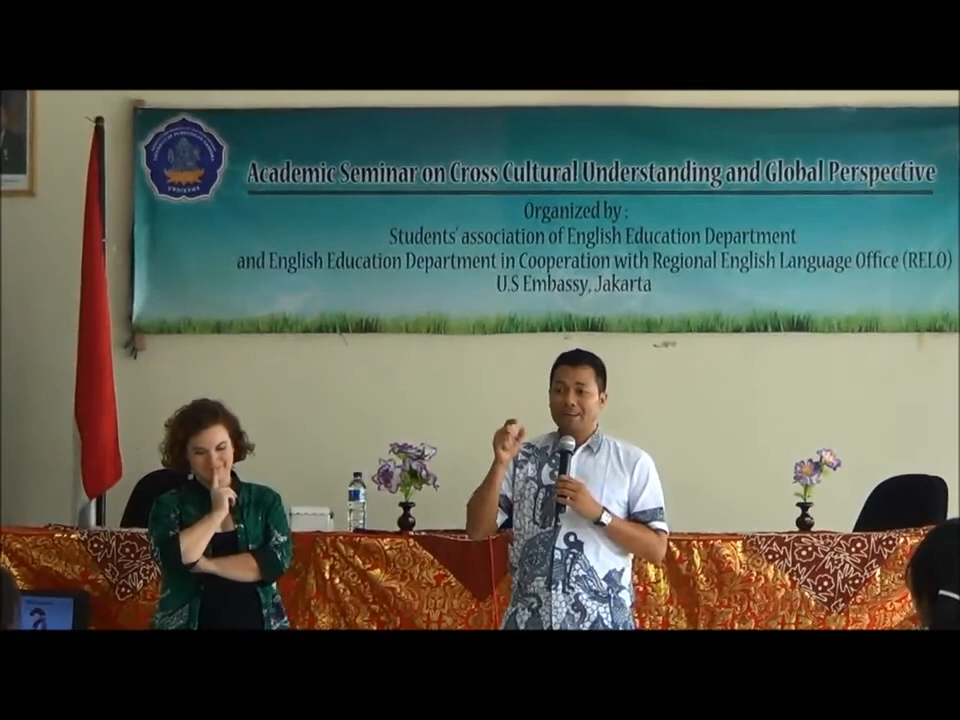 Academic Seminar on Cross Cultural Understanding and Global Perspective
Organized by :
Students' association of English Education Department
and English Education Department in Cooperation with Regional English Language Office (RELO)
U.S Embassy, Jakarta